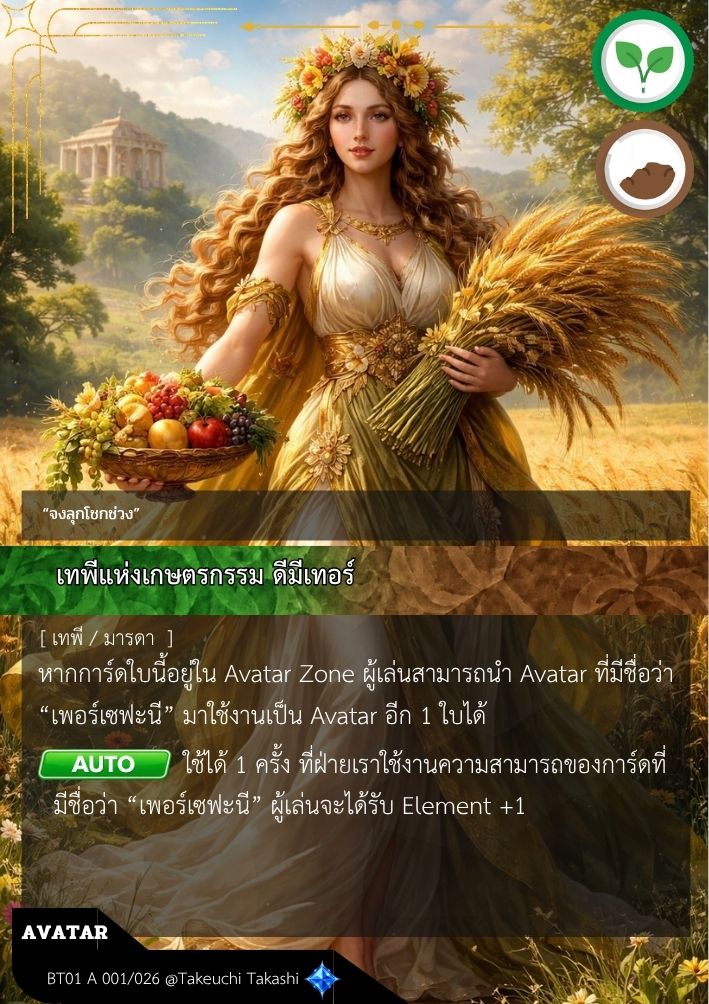 “จงลุกโชกช่วง”
เทพีแห่งเกษตรกรรม ดีมีเทอร์
[ เทพี / มารดา ]
หากการ์ดใบนี้อยู่ใน Avatar Zone ผู้เล่นสามารถนำ Avatar ที่มีชื่อว่า
“เพอร์เซฟะนี” มาใช้งานเป็น Avatar อีก 1 ใบได้
AUTO ใช้ได้ 1 ครั้ง ที่ฝ่ายเราใช้งานความสามารถของการ์ดที่
มีชื่อว่า “เพอร์เซฟะนี” ผู้เล่นจะได้รับ Element +1
AVATAR
BT01 A 001/026 @Takeuchi Takashi